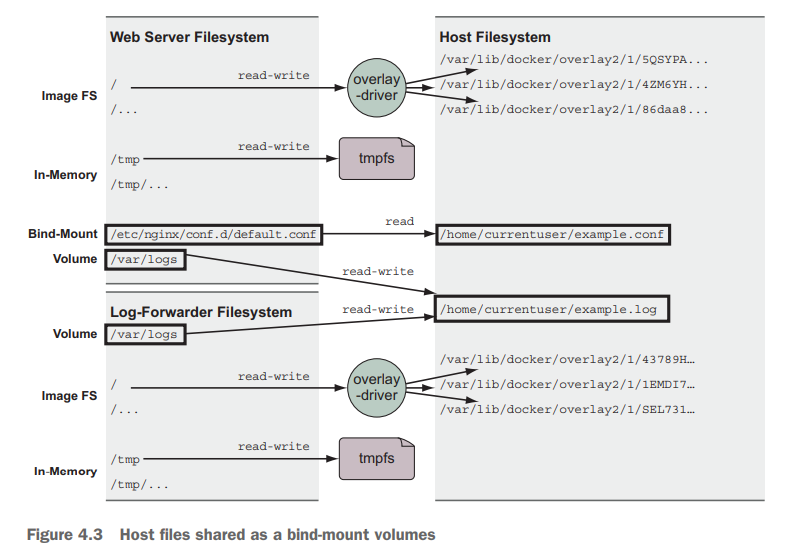 Web Server Filesystem
Host Filesystem
/var/lib/docker/overlay2/1/5QSYPA...
Image FS
/
read-write
overlay
-driver
/var/lib/docker/overlay2/1/4ZM6YH...
/...
/var/lib/docker/overlay2/1/86daa8...
In-Memory
/tmp
read-write
tmpfs
/tmp/...
Bind-Mount
/etc/nginx/conf.d/default.conf
read
/home/currentuser/example.conf
Volume
/var/logs
read-write
Log-Forwarder Filesystem
read-write
/home/currentuser/example.log
Volume
/var/logs
/var/lib/docker/overlay2/1/43789H…
Image FS
/
read-write
overlay
-driver
/var/lib/docker/overlay2/1/1EMDI7…
/...
/var/lib/docker/overlay2/1/SEL731…
In-Memory
/tmp
read-write
tmpfs
/tmp/...
Figure 4.3 Host files shared as a bind-mount volumes